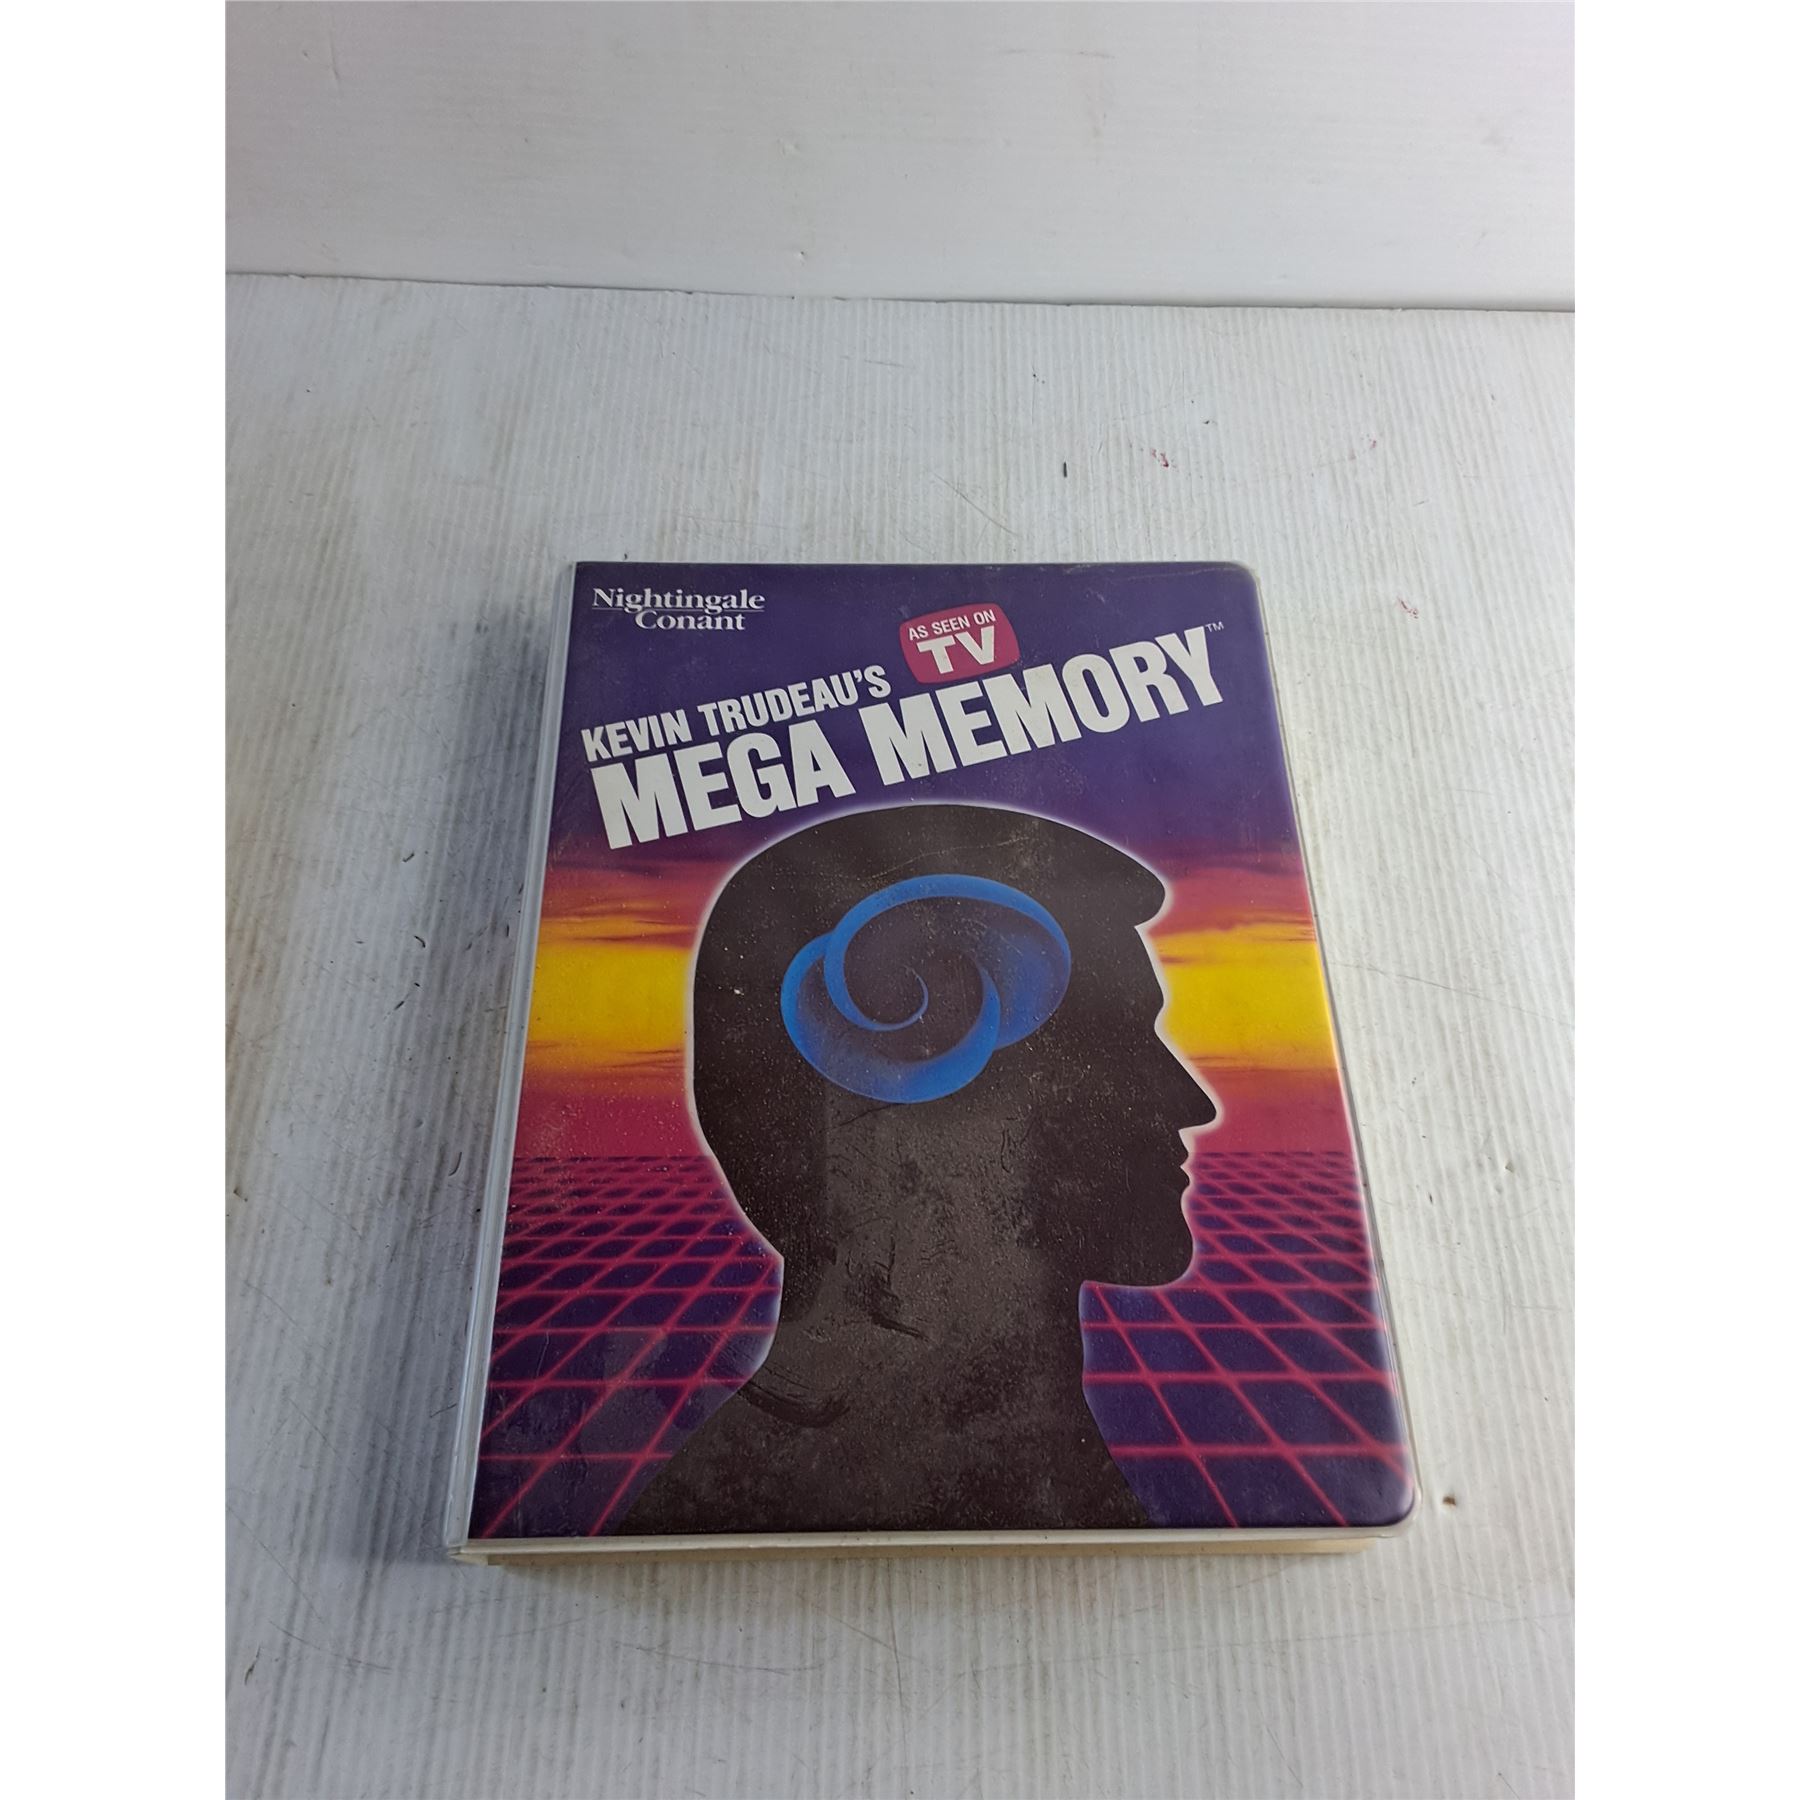 Nightingale
Conant
AS SEEN ON
TV
KEVIN TRUDEAU'S
MEGA MEMORY™